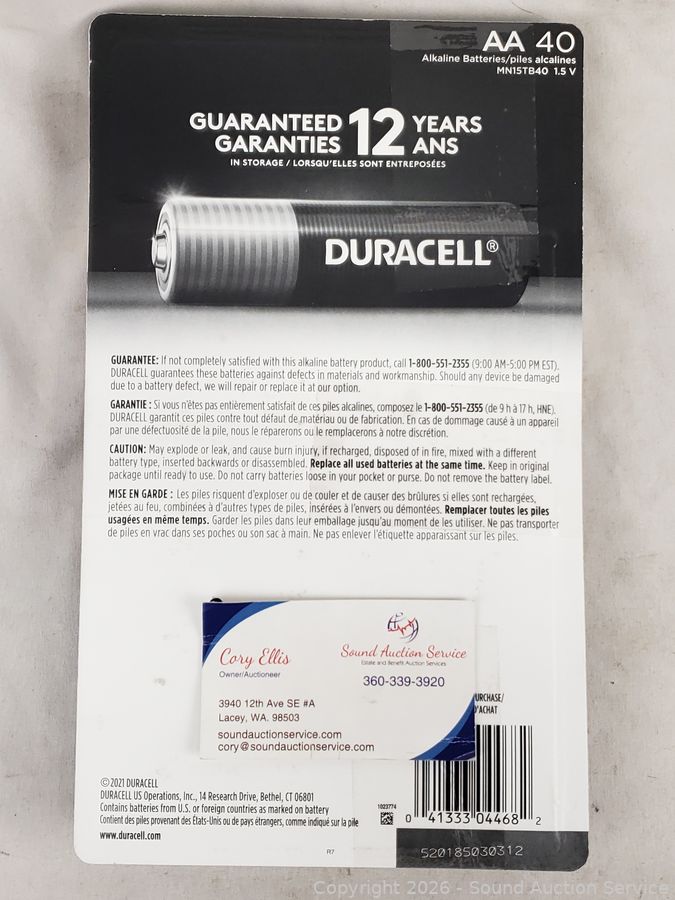 AA 40
Alkaline Batteries/piles alcalines
MN15TB40 1.5 V
GUARANTEED 12 YEARS
GARANTIES ANS
IN STORAGE / LORSQU'ELLES SONT ENTREPOSÉES
DURACELL®
GUARANTEE: If not completely satisfied with this alkaline battery product, call 1-800-551-2355 (9:00 AM-5:00 PM EST).
DURACELL guarantees these batteries against defects in materials and workmanship. Should any device be damaged
due to a battery defect, we will repair or replace it at our option.
GARANTIE : Si vous n'êtes pas entièrement satisfait de ces piles alcalines, composez le 1-800-551-2355 (de 9 h à 17 h, HNE).
DURACELL garantit ces piles contre tout défaut de matériau ou de fabrication. En cas de dommage causé à un appareil
par une défectuosité de la pile, nous le réparerons ou le remplacerons à notre discrétion.
CAUTION: May explode or leak, and cause burn injury, if recharged, disposed of in fire, mixed with a different
battery type, inserted backwards or disassembled. Replace all used batteries at the same time. Keep in original
package until ready to use. Do not carry batteries loose in your pocket or purse. Do not remove the battery label.
MISE EN GARDE : Les piles risquent d'exploser ou de couler et de causer des brûlures si elles sont rechargées,
jetées au feu, combinées à d'autres types de piles, insérées à l'envers ou démontées. Remplacer toutes les piles
usagées en même temps. Garder les piles dans leur emballage jusqu'au moment de les utiliser. Ne pas transporter
de piles en vrac dans ses poches ou son sac à main. Ne pas enlever l'étiquette apparaissant sur les piles.
Cory Ellis
Owner/Auctioneer
Sound Auction Service
Estate and Benefit Auction Services
360-339-3920
3940 12th Ave SE #A
Lacey, WA. 98503
soundauctionservice.com
cory@soundauctionservice.com
URCHASE/
'ACHAT
©2021 DURACELL
DURACELL US Operations, Inc., 14 Research Drive, Bethel, CT 06801
Contains batteries from U.S. or foreign countries as marked on battery
Contient des piles provenant des États-Unis ou de pays étrangers, comme indiqué sur la pile
www.duracell.com
R7
1023774
0 41333 04468 2
520185030312
Copyright 2026 - Sound Auction Service